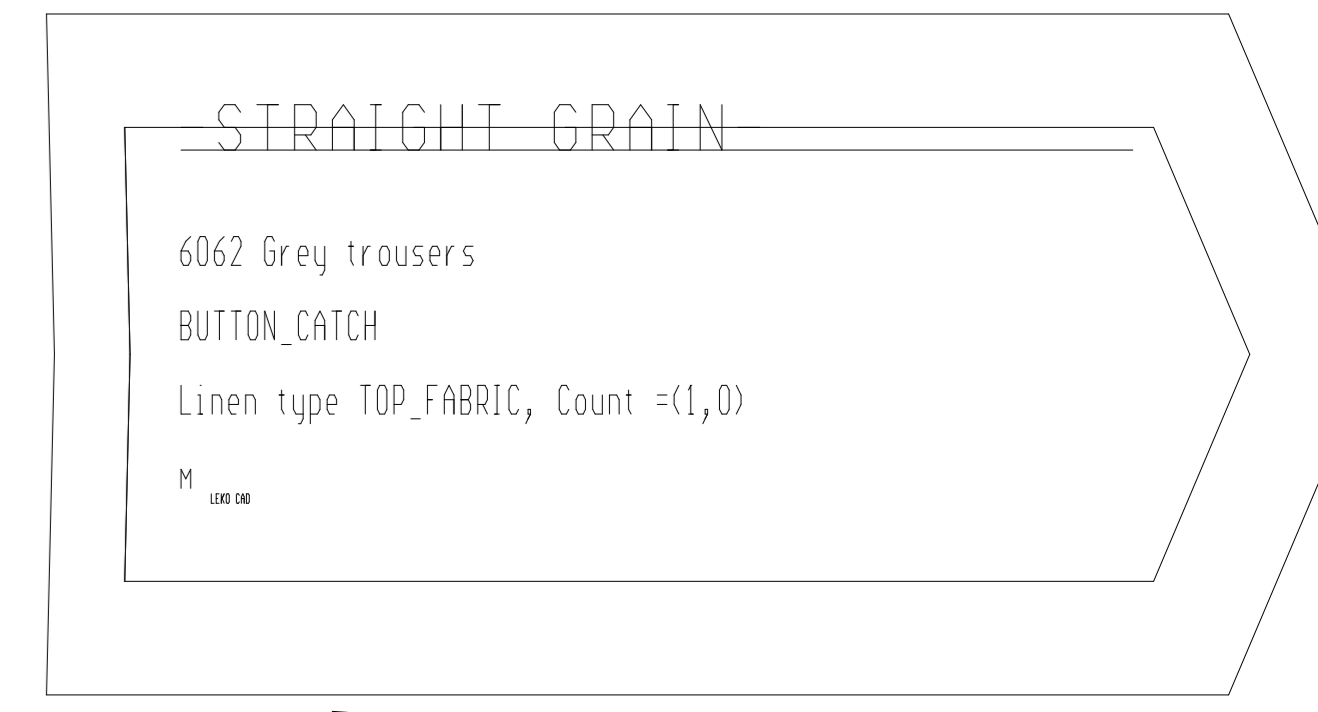 STRAIGHT GRAIN
6062 Grey trousers
BUTTON_CATCH
Linen type TOP_FABRIC, Count =(1,0)
M
LEKO CAD